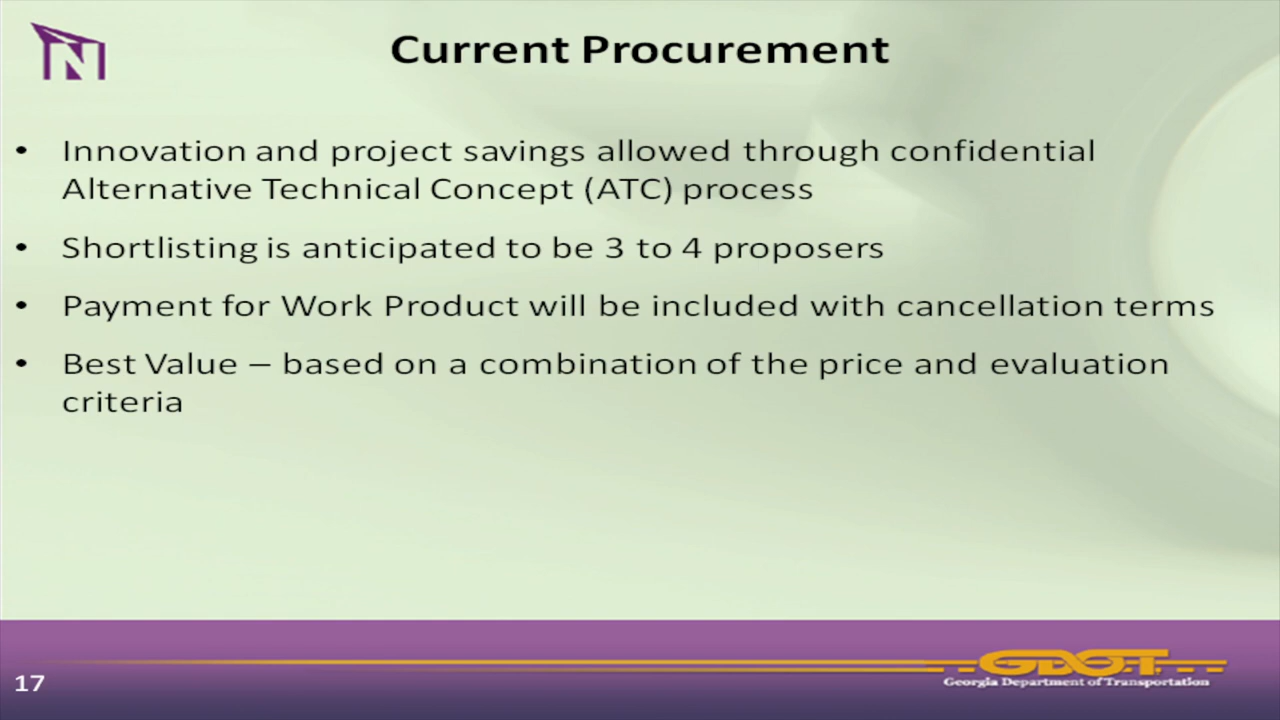 Current Procurement
• Innovation and project savings allowed through confidential
Alternative Technical Concept (ATC) process
• Shortlisting is anticipated to be 3 to 4 proposers
• Payment for Work Product will be included with cancellation terms
• Best Value – based on a combination of the price and evaluation
criteria
17
GDOT
Georgia Department of Transportation